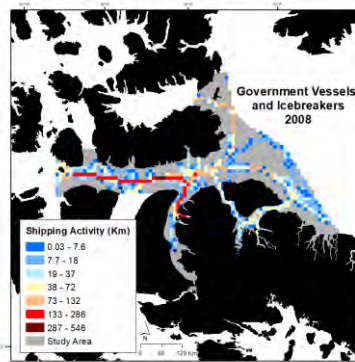 Government Vessels
and Icebreakers
2008
Shipping Activity (Km)
0.03 - 7.6
7.7 - 18
19 - 37
38 - 72
73 - 132
133 - 286
287 - 546
Study Area
N